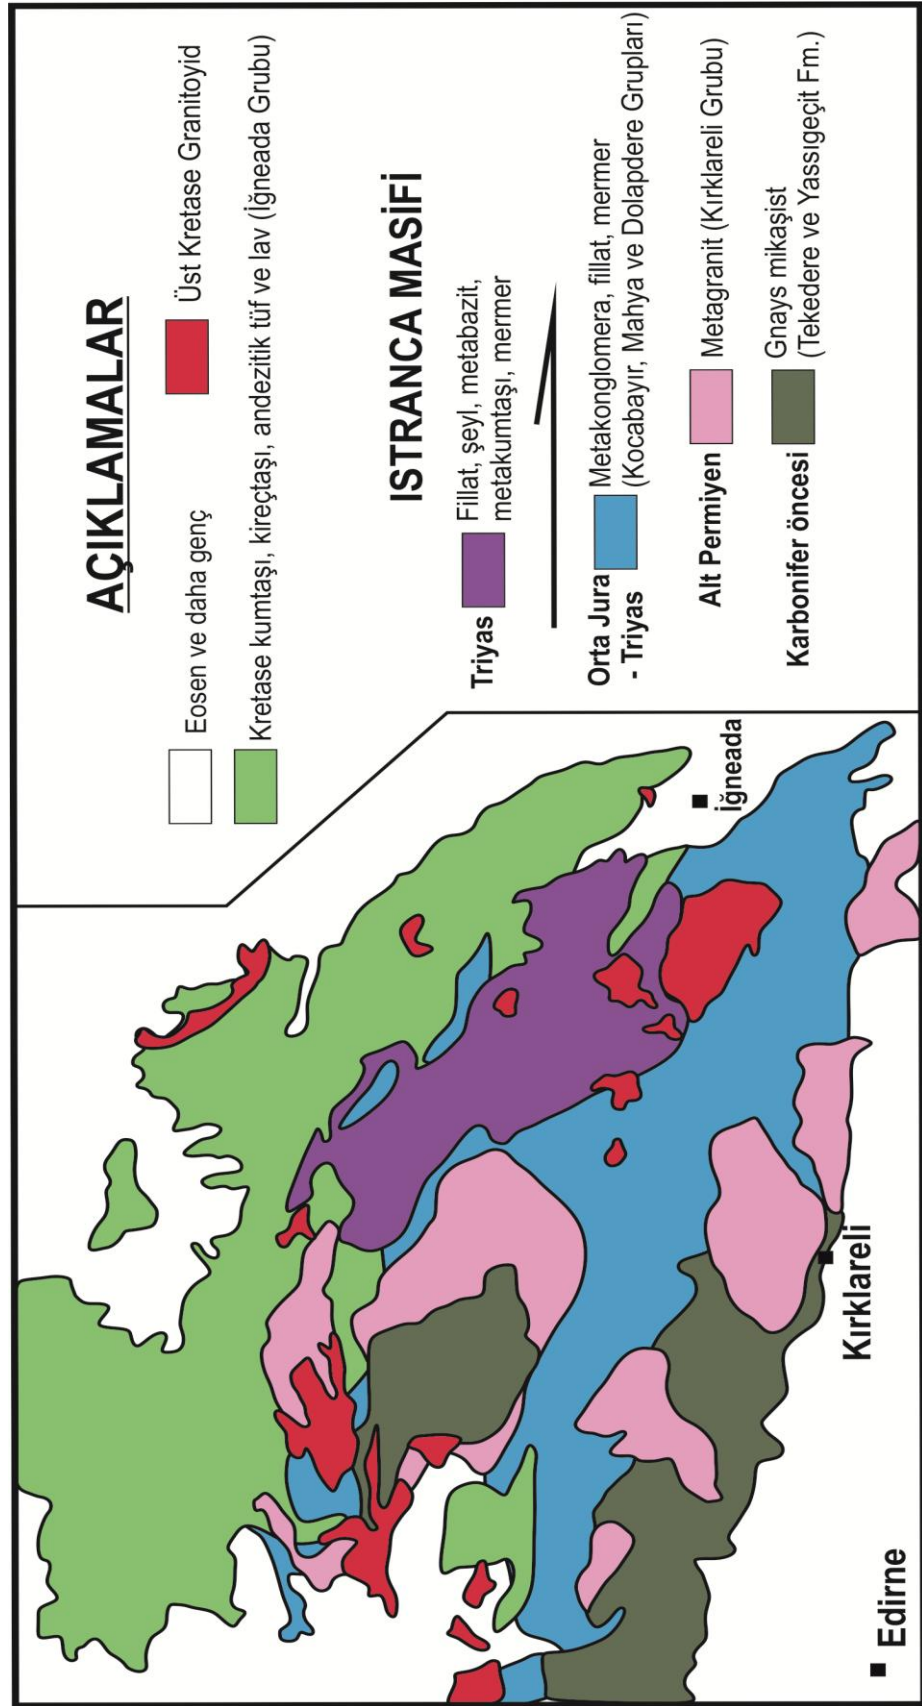 AÇIKLAMALAR
Eosen ve daha genç
Üst Kretase Granitoyid
Kretase kumtaşı, kireçtaşı, andezitik tüf ve lav (İğneada Grubu)
ISTRANCA MASİFİ
Triyas
Fillat, şeyl, metabazit,
metakumtaşı, mermer
Orta Jura
- Triyas
Metakonglomera, fillat, mermer
(Kocabayır, Mahya ve Dolapdere Grupları)
Alt Permiyen
Metagranit (Kırklareli Grubu)
Karbonifer öncesi
Gnays mikaşist
(Tekedere ve Yassıgeçit Fm.)
İğneada
Kırklareli
Edirne